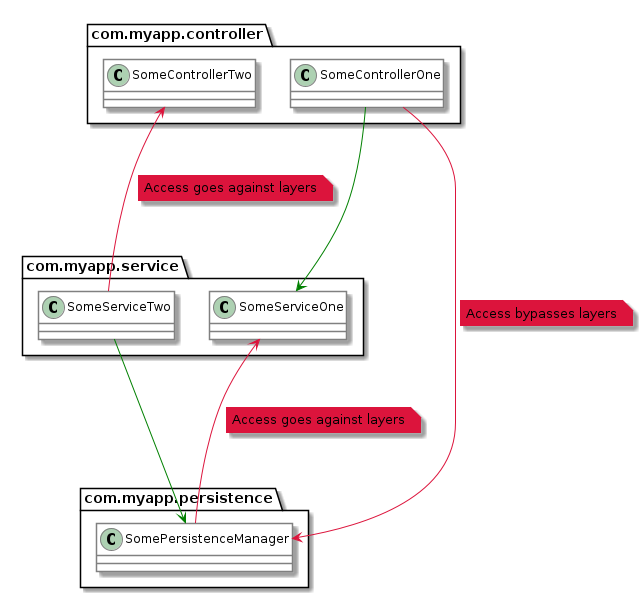 com.myapp.controller
C SomeControllerTwo
C SomeControllerOne
Access goes against layers
com.myapp.service
C SomeServiceTwo
C SomeServiceOne
Access bypasses layers
Access goes against layers
com.myapp.persistence
C SomePersistenceManager